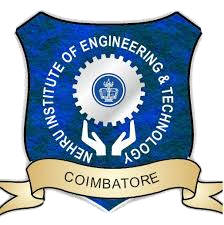 NEHRU INSTITUTE OF ENGINEERING & TECHNOLOGY
COIMBATORE